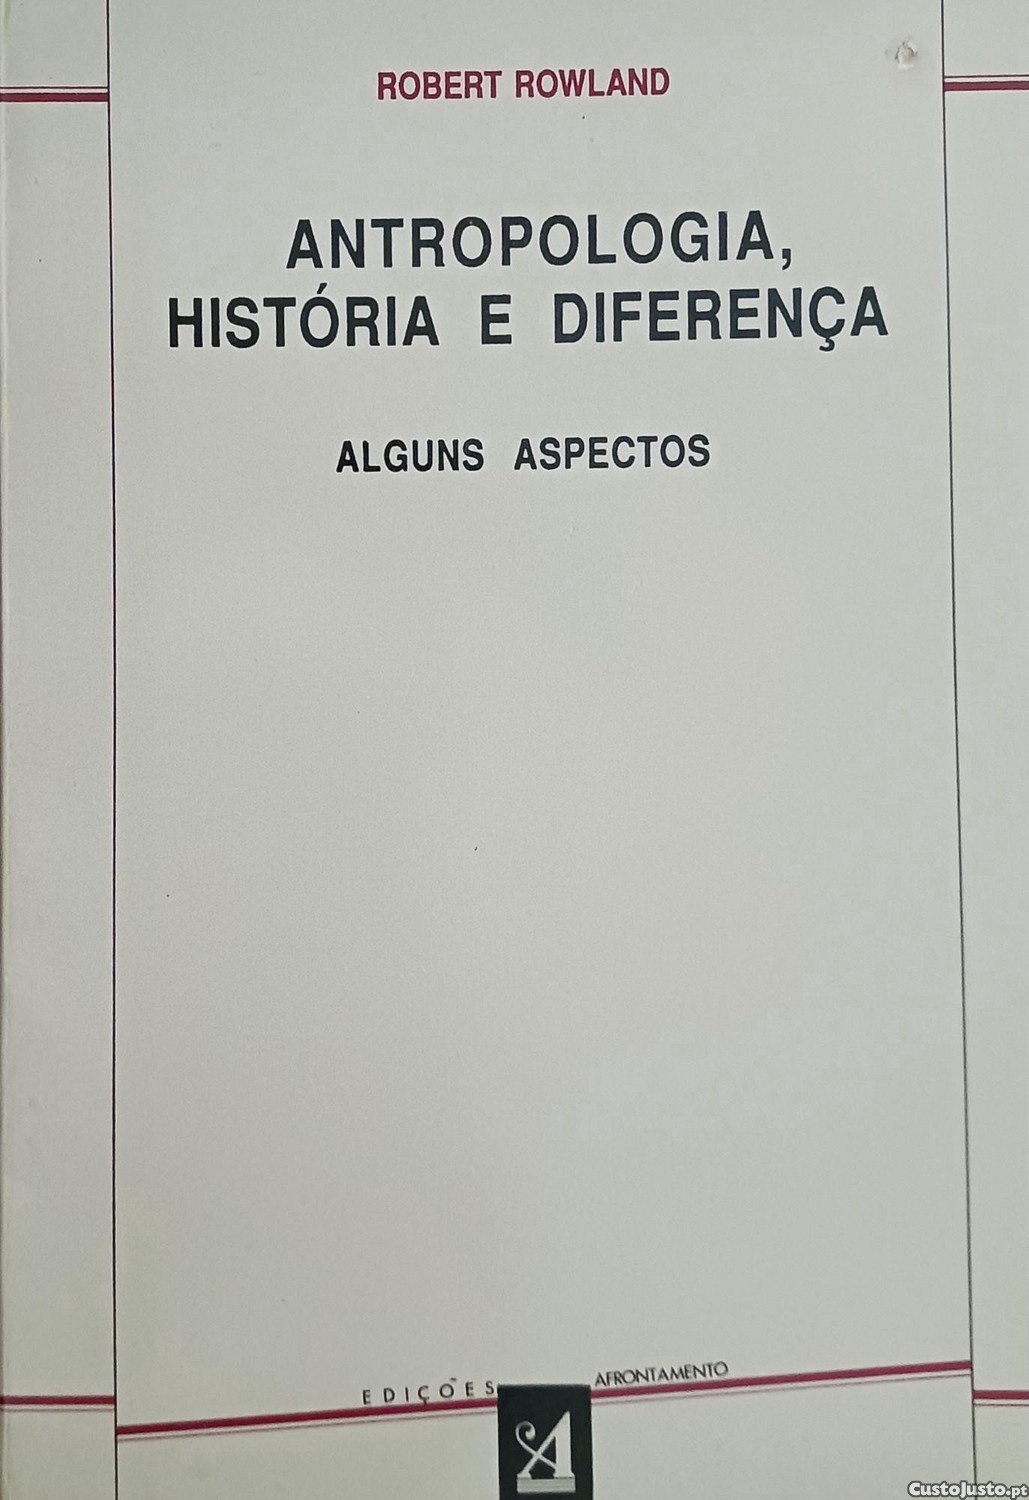 ROBERT ROWLAND
ANTROPOLOGIA,
HISTÓRIA E DIFERENÇA
ALGUNS ASPECTOS
EDIÇÕES AFRONTAMENTO
A
CustoJusto.pt